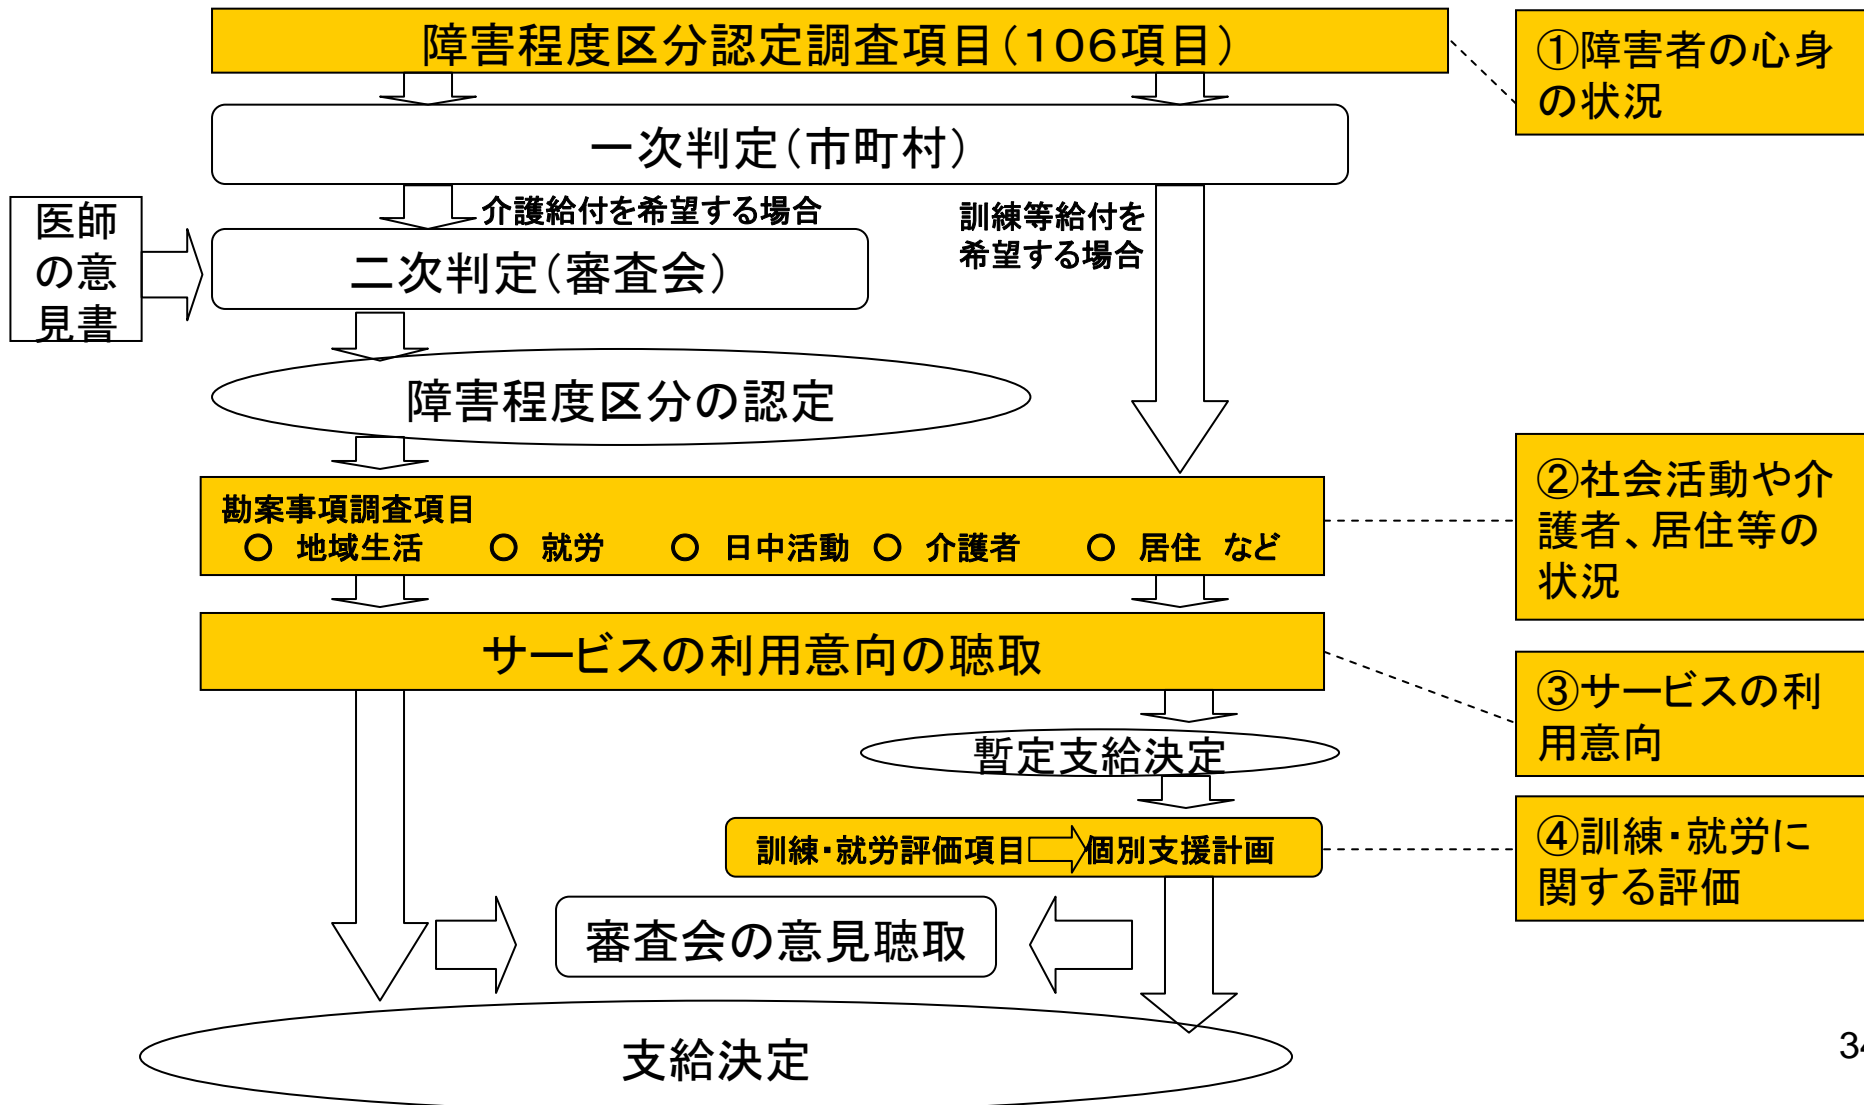 障害程度区分認定調査項目(106項目)
①障害者の心身
の状況
一次判定(市町村)
介護給付を希望する場合
訓練等給付を
希望する場合
医師
の意
見書
二次判定(審査会)
障害程度区分の認定
勘案事項調査項目
○ 地域生活 ○ 就労 ○ 日中活動 ○ 介護者 ○ 居住 など
②社会活動や介
護者、居住等の
状況
サービスの利用意向の聴取
③サービスの利
用意向
暫定支給決定
訓練・就労評価項目
個別支援計画
④訓練・就労に
関する評価
審査会の意見聴取
支給決定
34